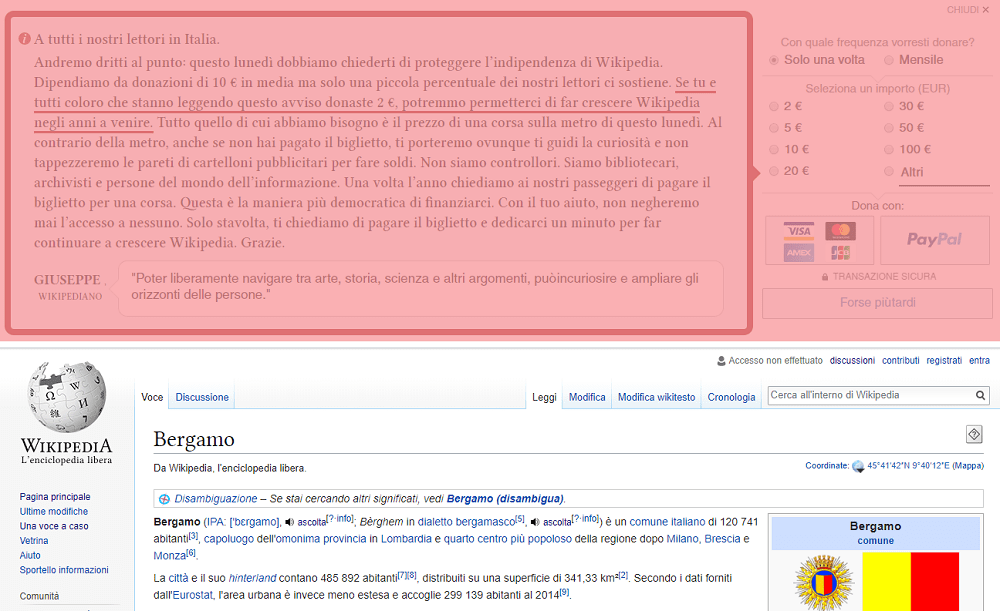 CHIUDI ✕
A tutti i nostri lettori in Italia.
Andremo dritti al punto: questo lunedì dobbiamo chiederti di proteggere l'indipendenza di Wikipedia.
Dipendiamo da donazioni di 10 € in media ma solo una piccola percentuale dei nostri lettori ci sostiene. Se tu e
tutti coloro che stanno leggendo questo avviso donaste 2 €, potremmo permetterci di far crescere Wikipedia
negli anni a venire. Tutto quello di cui abbiamo bisogno è il prezzo di una corsa sulla metro di questo lunedì. Al
contrario della metro, anche se non hai pagato il biglietto, ti porteremo ovunque ti guidi la curiosità e non
tappezzeremo le pareti di cartelloni pubblicitari per fare soldi. Non siamo controllori. Siamo bibliotecari,
archivisti e persone del mondo dell'informazione. Una volta l'anno chiediamo ai nostri passeggeri di pagare il
biglietto per una corsa. Questa è la maniera più democratica di finanziarci. Con il tuo aiuto, non negheremo
mai l'accesso a nessuno. Solo stavolta, ti chiediamo di pagare il biglietto e dedicarci un minuto per far
continuare a crescere Wikipedia. Grazie.
GIUSEPPE ,
WIKIPEDIANO
"Poter liberamente navigare tra arte, storia, scienza e altri argomenti, puòincuriosire e ampliare gli
orizzonti delle persone."
Con quale frequenza vorresti donare?
Solo una volta Mensile
Seleziona un importo (EUR)
2 € 30 €
5 € 50 €
10 € 100 €
20 € Altri
Dona con:
VISA MasterCard PayPal
AMEX JCB
TRANSAZIONE SICURA
Forse piùtardi
Accesso non effettuato discussioni contributi registrati entra
WIKIPEDIA
L'enciclopedia libera
Voce Discussione Leggi Modifica Modifica wikitesto Cronologia Cerca all'interno di Wikipedia
Bergamo
Da Wikipedia, l'enciclopedia libera.
Coordinate: 45°41′42″N 9°40′12″E (Mappa)
Disambiguazione – Se stai cercando altri significati, vedi Bergamo (disambigua).
Bergamo (IPA: ['bɛrgamo], ascolta[?·info]; Bèrghem in dialetto bergamasco[5], ascolta[?·info]) è un comune italiano di 120 741
abitanti[3], capoluogo dell'omonima provincia in Lombardia e quarto centro più popoloso della regione dopo Milano, Brescia e
Monza[6].
La città e il suo hinterland contano 485 892 abitanti[7][8], distribuiti su una superficie di 341,33 km²[2]. Secondo i dati forniti
dall'Eurostat, l'area urbana è invece meno estesa e accoglie 299 139 abitanti al 2014[9].
Bergamo
comune
Pagina principale
Ultime modifiche
Una voce a caso
Vetrina
Aiuto
Sportello informazioni
Comunità